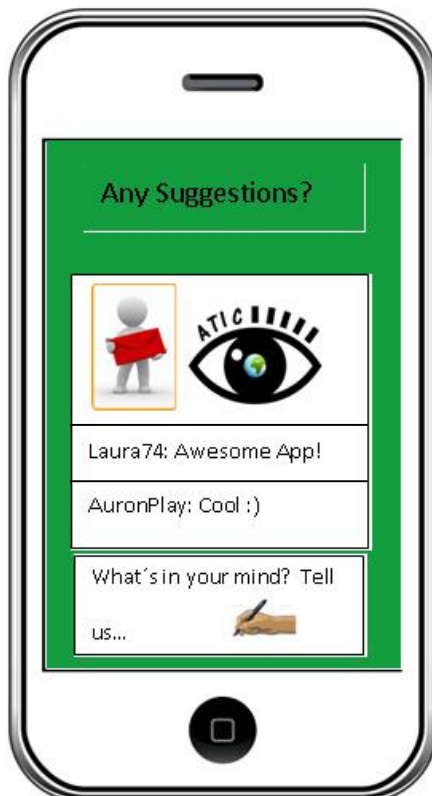 Any Suggestions?
ATIC
Laura74: Awesome App!
AuronPlay: Cool :)
What´s in your mind? Tell
us...